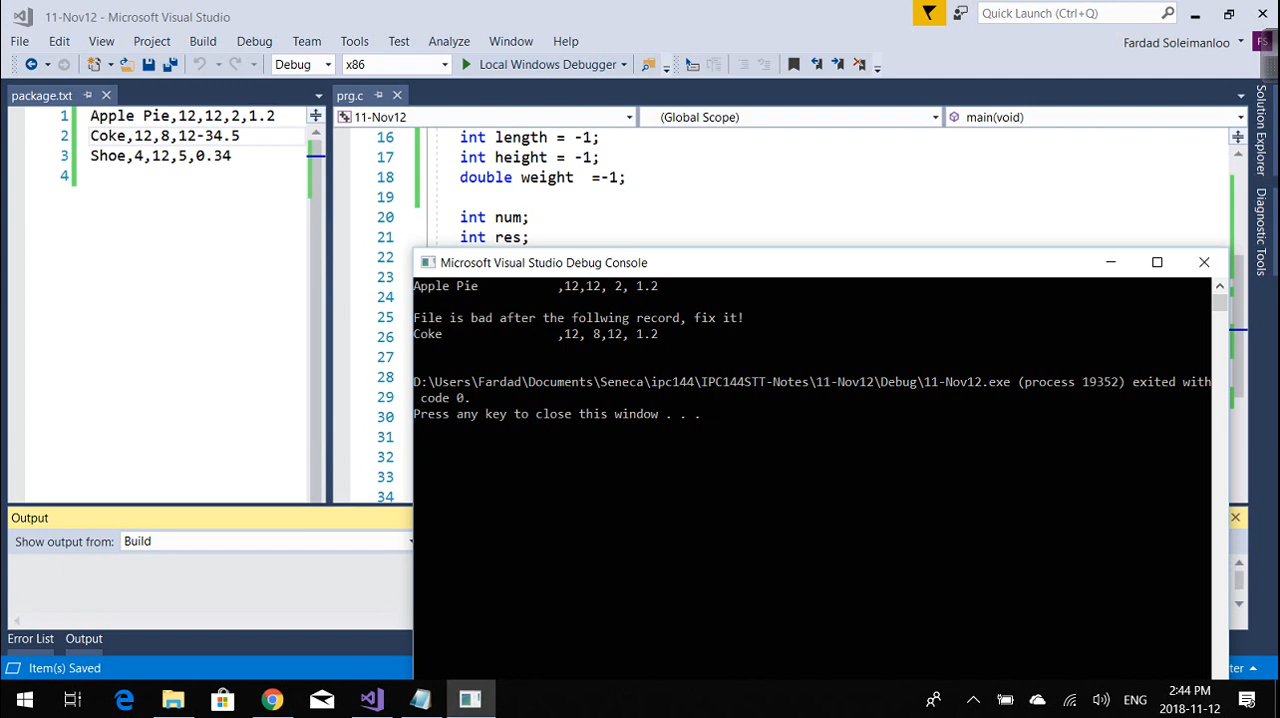 11-Nov12 - Microsoft Visual Studio
Quick Launch (Ctrl+Q)
File Edit View Project Build Debug Team Tools Test Analyze Window Help
Fardad Soleimanloo FS
Debug x86 Local Windows Debugger
package.txt
prg.c
11-Nov12 (Global Scope) main(void)
1 Apple Pie,12,12,2,1.2
2 Coke,12,8,12-34.5
3 Shoe,4,12,5,0.34
4
16 int length = -1;
17 int height = -1;
18 double weight  =-1;
19
20 int num;
21 int res;
22
23
24
25
26
27
28
29
30
31
32
33
34
Microsoft Visual Studio Debug Console
Apple Pie          ,12,12, 2, 1.2
File is bad after the follwing record, fix it!
Coke               ,12, 8,12, 1.2
D:\Users\Fardad\Documents\Seneca\ipc144\IPC144STT-Notes\11-Nov12\Debug\11-Nov12.exe (process 19352) exited with
code 0.
Press any key to close this window . . .
Solution Explorer
Diagnostic Tools
Output
Show output from: Build
Error List Output
Item(s) Saved
ter
ENG
2:44 PM
2018-11-12